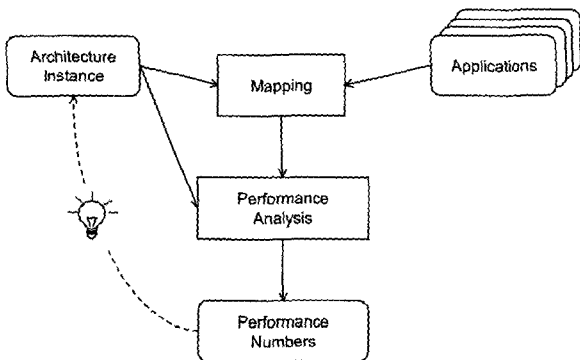 Architecture
Instance
Mapping
Applications
Performance
Analysis
Performance
Numbers